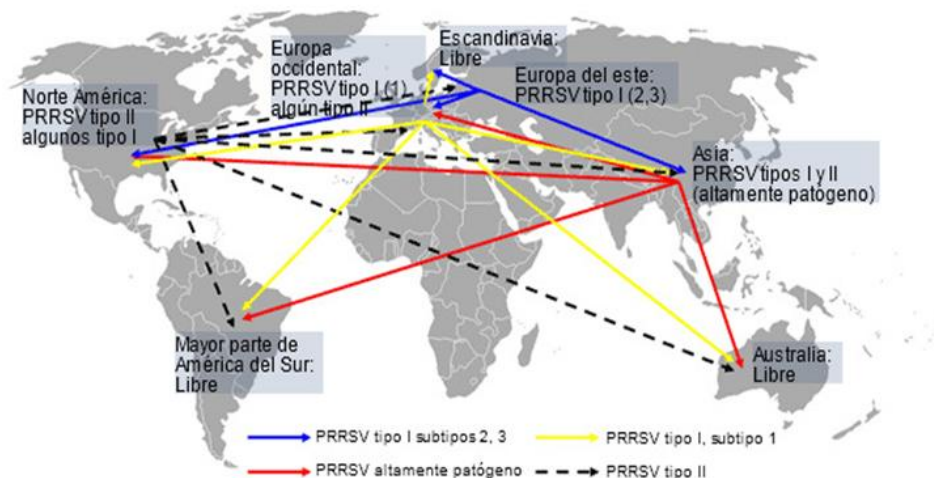 Norte América:
PRRSV tipo II
algunos tipo I
Europa
occidental:
PRRSV tipo I (1)
algún tipo II
Escandinavia:
Libre
Europa del este:
PRRSV tipo I (2,3)
Asia:
PRRSV tipos I y II
(altamente patógeno)
Mayor parte de
América del Sur:
Libre
Australia:
Libre
PRRSV tipo I subtipos 2, 3
PRRSV tipo I, subtipo 1
PRRSV altamente patógeno
PRRSV tipo II